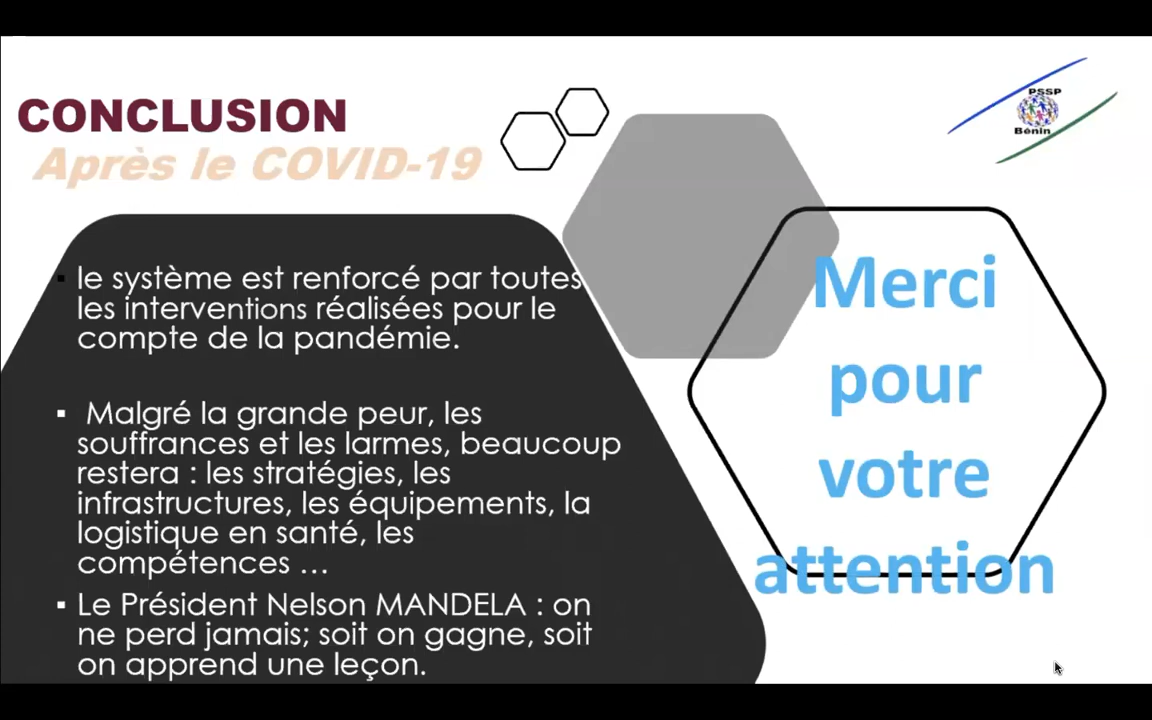 CONCLUSION
Après le COVID-19
PSSP
Bénin
▪ le système est renforcé par toutes
les interventions réalisées pour le
compte de la pandémie.
▪ Malgré la grande peur, les
souffrances et les larmes, beaucoup
restera : les stratégies, les
infrastructures, les équipements, la
logistique en santé, les
compétences …
▪ Le Président Nelson MANDELA : on
ne perd jamais; soit on gagne, soit
on apprend une leçon.
Merci
pour
votre
attention